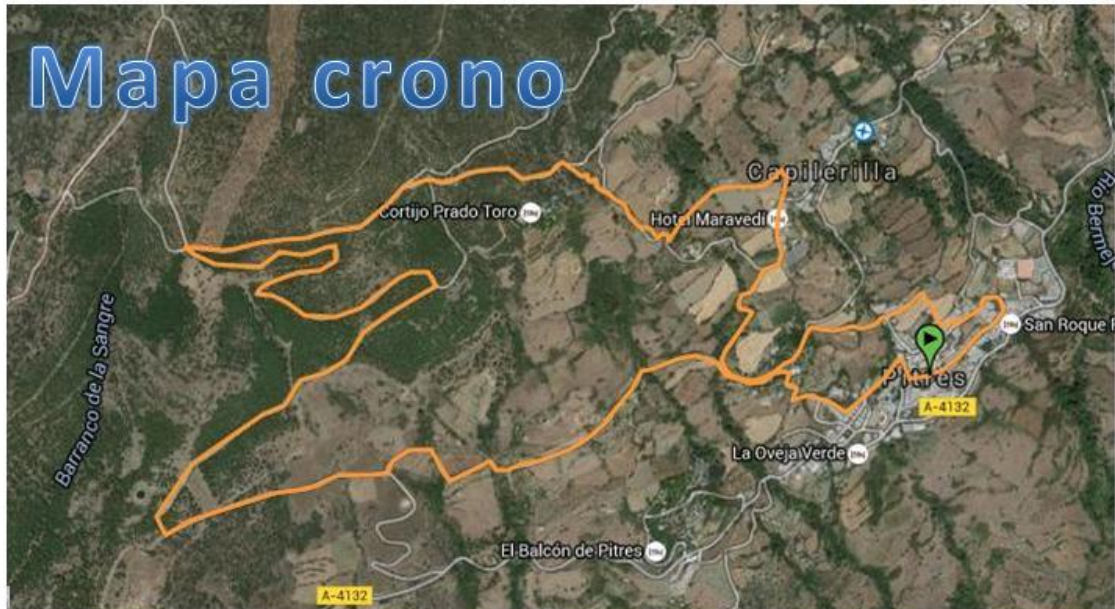 Mapa crono
Capilerilla
Río Bermej
Cortijo Prado Toro
Hotel Maravedi
Barranco de la Sangre
San Roque
Pitres
A-4132
La Oveja Verde
El Balcón de Pitres
A-4132